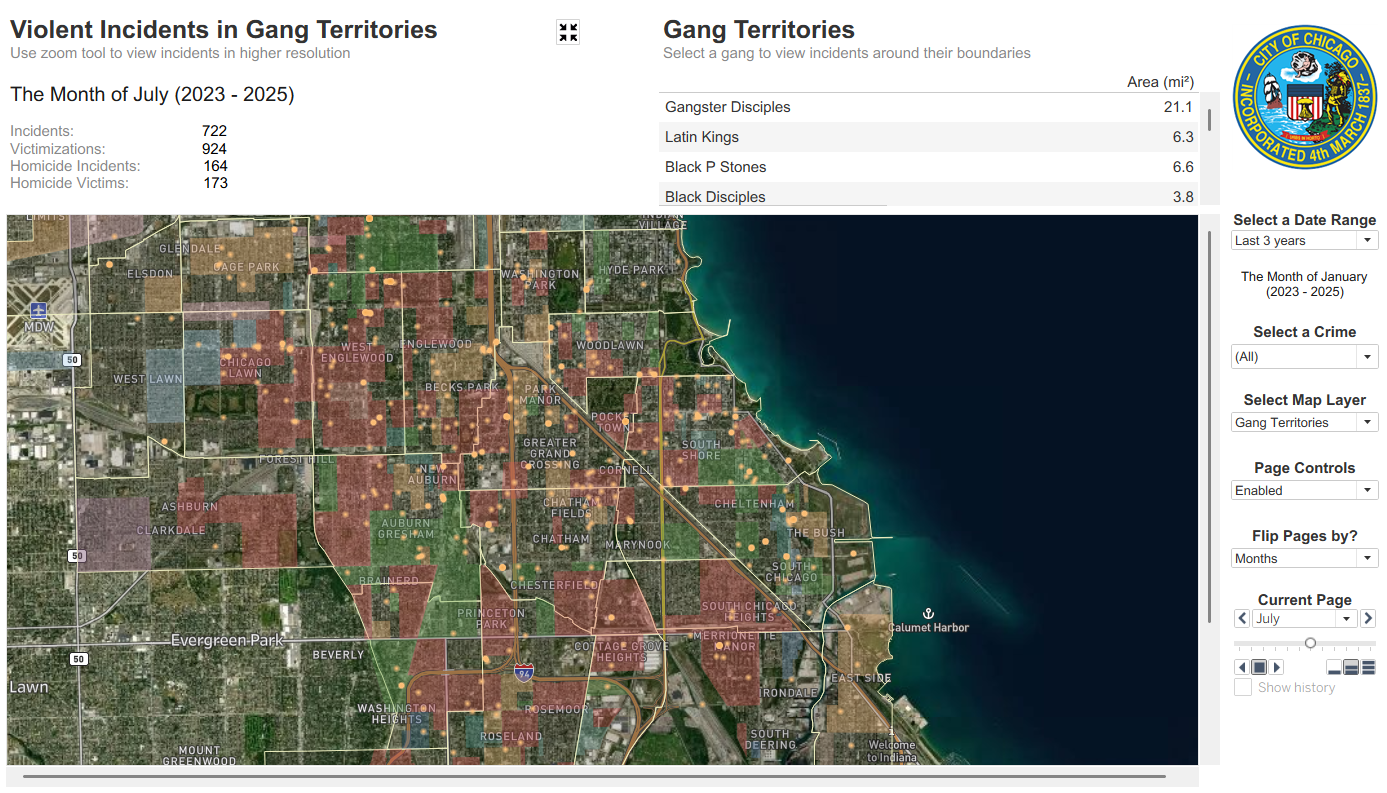 Violent Incidents in Gang Territories
Use zoom tool to view incidents in higher resolution
The Month of July (2023 - 2025)
Incidents: 722
Victimizations: 924
Homicide Incidents: 164
Homicide Victims: 173
Gang Territories
Select a gang to view incidents around their boundaries
Area (mi²)
Gangster Disciples 21.1
Latin Kings 6.3
Black P Stones 6.6
Black Disciples 3.8
CITY OF CHICAGO
INCORPORATED 4th MARCH 1837
Select a Date Range
Last 3 years
The Month of January
(2023 - 2025)
Select a Crime
(All)
Select Map Layer
Gang Territories
Page Controls
Enabled
Flip Pages by?
Months
Current Page
July
Show history
LIMITS
INDIAN
VILLAGE
GLENDALE
GAGE PARK
ELSDON
WASHINGTON
PARK
HYDE PARK
MDW
50
WEST
ENGLEWOOD
ENGLEWOOD
WOODLAWN
CHICAGO
LAWN
WEST LAWN
BECKS PARK
PARK
MANOR
POCKET
TOWN
GREATER
GRAND
CROSSING
SOUTH
SHORE
FOREST HILL
NEW
AUBURN
CORNELL
ASHBURN
CHATHAM
FIELDS
CHELTENHAM
CLARKDALE
AUBURN
GRESHAM
CHATHAM
MARYNOOK
THE BUSH
50
BRAINERD
CHESTERFIELD
SOUTH
CHICAGO
PRINCETON
PARK
SOUTH CHICAGO
HEIGHTS
Calumet Harbor
Evergreen Park
MERRIONETTE
MANOR
COTTAGE GROVE
HEIGHTS
BEVERLY
50
94
Lawn
EAST SIDE
IRONDALE
WASHINGTON
HEIGHTS
ROSEMOOR
ROSELAND
SOUTH
DEERING
MOUNT
GREENWOOD
Welcome
to Indiana